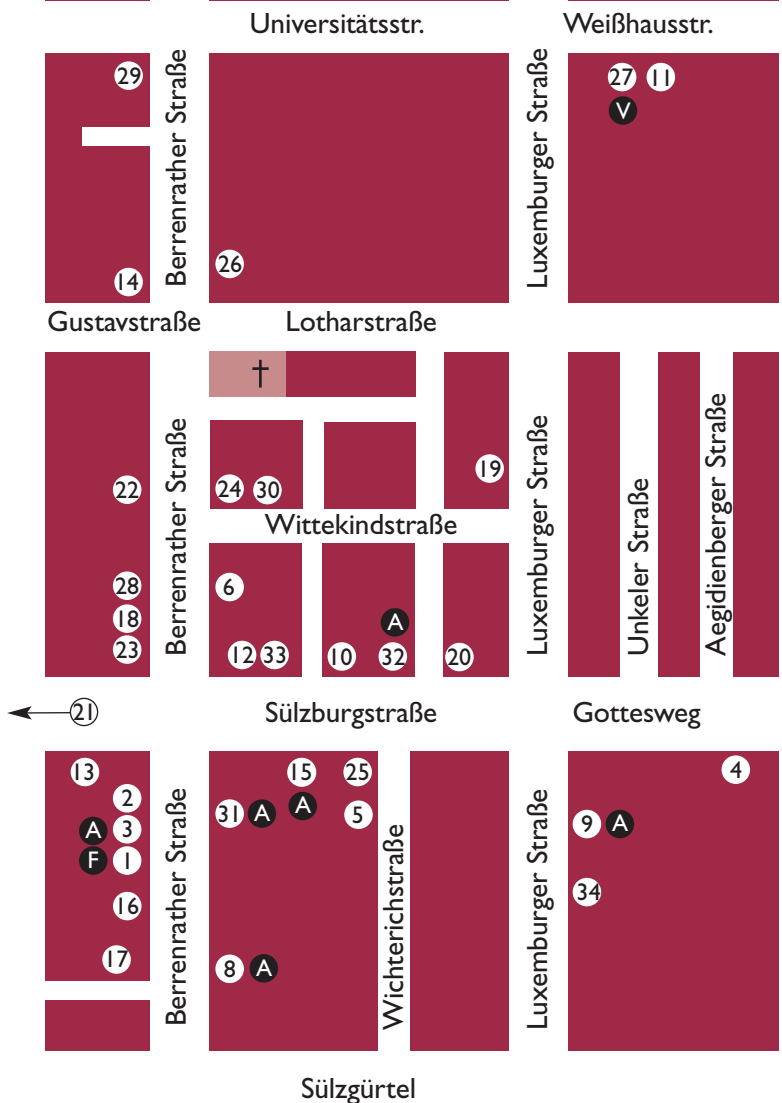 Universitätsstr. Weißhausstr.
29 27 11
V
Berrenrather Straße
Luxemburger Straße
26
14
Gustavstraße Lotharstraße
†
Berrenrather Straße
Luxemburger Straße
Unkeler Straße
Aegidienberger Straße
19
22 24 30
Wittekindstraße
28 6
18 A
23 12 33 10 32 20
21 Sülzburgstraße Gottesweg
13 15 25 4
2
A 3 31 A A 5 9 A
F 1
34
16
17 8 A
Berrenrather Straße
Wichterichstraße
Luxemburger Straße
Sülzgürtel